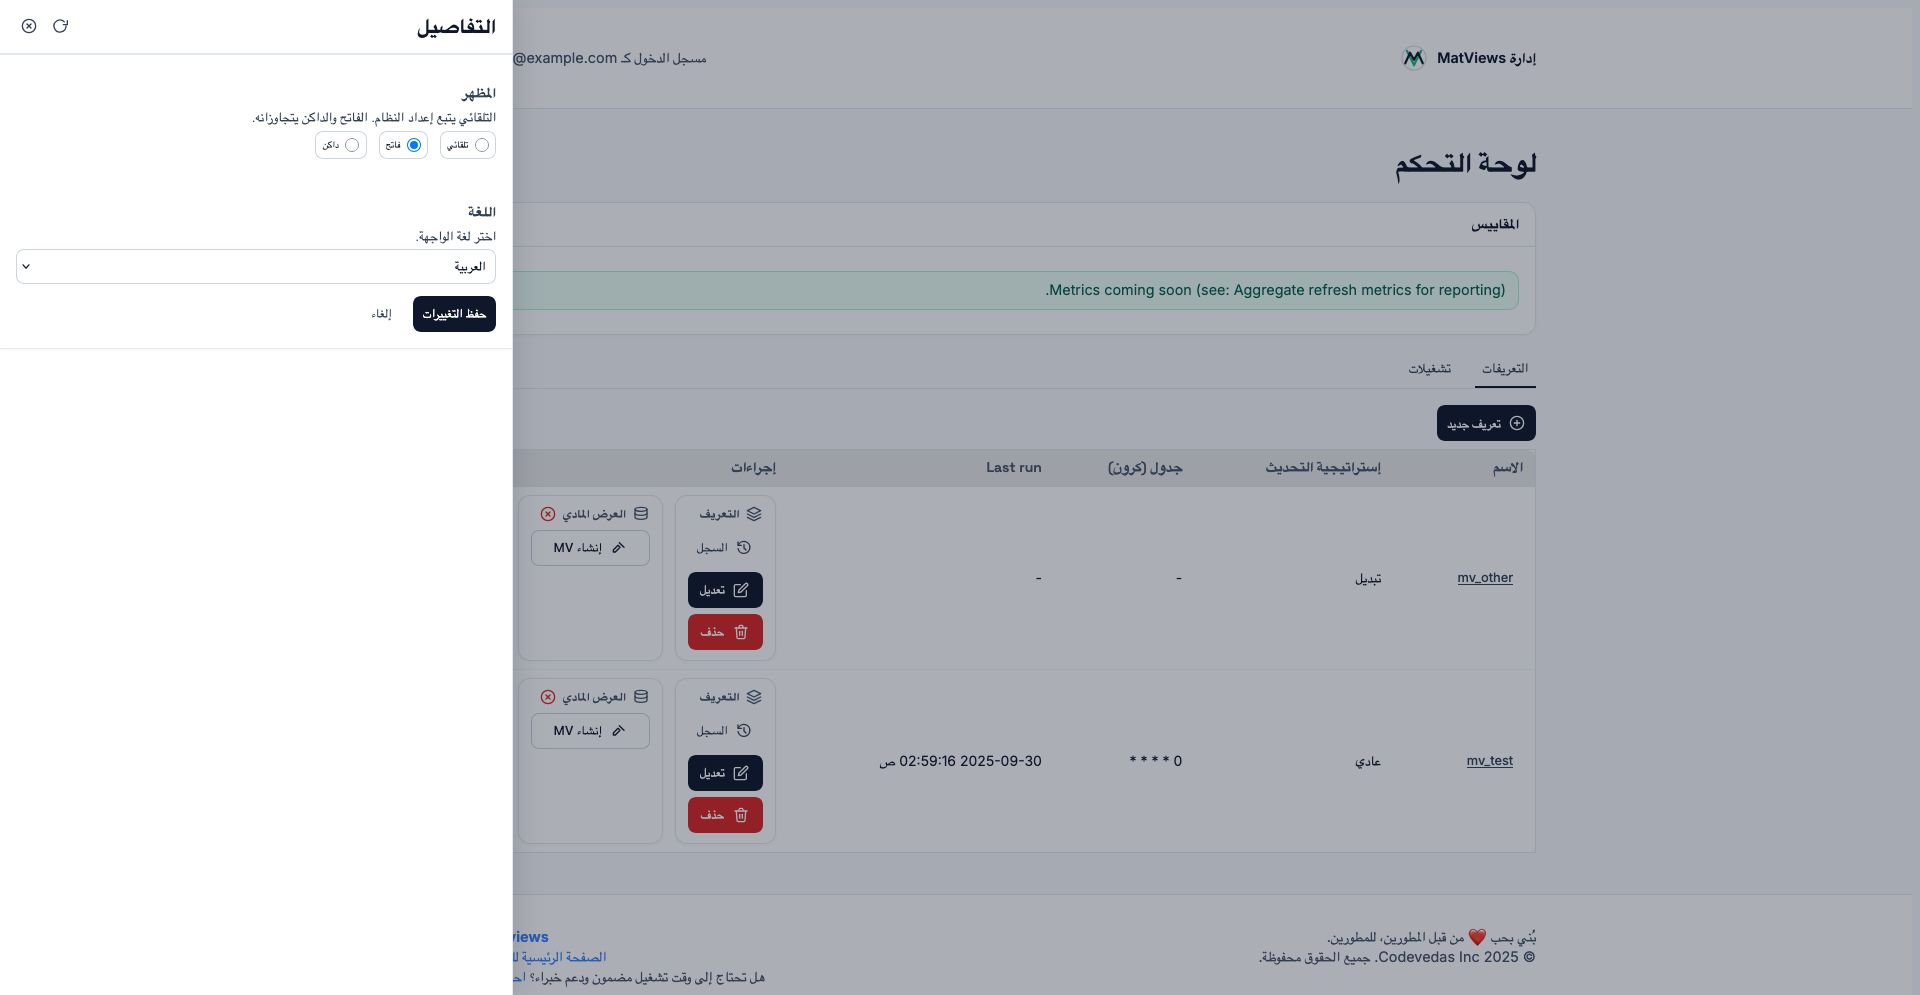 التفاصيل
المظهر
التلقائي يتبع إعداد النظام. الفاتح والداكن يتجاوزانه.
تلقائي
فاتح
داكن
اللغة
اختر لغة الواجهة.
العربية
حفظ التغييرات
إلغاء
إدارة MatViews
مسجل الدخول كـ @example.com
لوحة التحكم
المقاييس
Metrics coming soon (see: Aggregate refresh metrics for reporting).
التعريفات
تشغيلات
تعريف جديد
الاسم إستراتيجية التحديث جدول (كرون) Last run إجراءات
mv_other تبديل - -
التعريف
السجل
تعديل
حذف
العرض المادي
إنشاء MV
mv_test عادي 0 * * * * 2025-09-30 02:59:16 ص
التعريف
السجل
تعديل
حذف
العرض المادي
إنشاء MV
بُني بحب ❤️ من قبل المطورين، للمطورين.
© 2025 Codevedas Inc. جميع الحقوق محفوظة.
الصفحة الرئيسية
هل تحتاج إلى وقت تشغيل مضمون ودعم خبراء؟